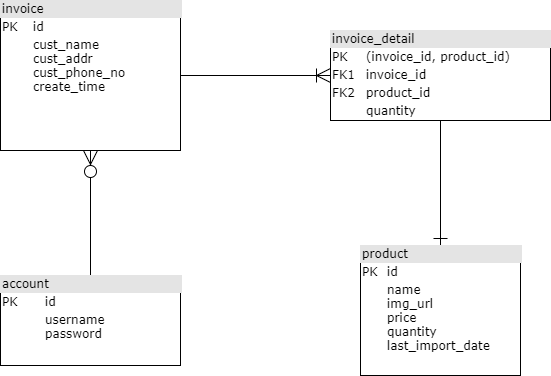 invoice
PK id
cust_name
cust_addr
cust_phone_no
create_time
invoice_detail
PK (invoice_id, product_id)
FK1 invoice_id
FK2 product_id
quantity
account
PK id
username
password
product
PK id
name
img_url
price
quantity
last_import_date